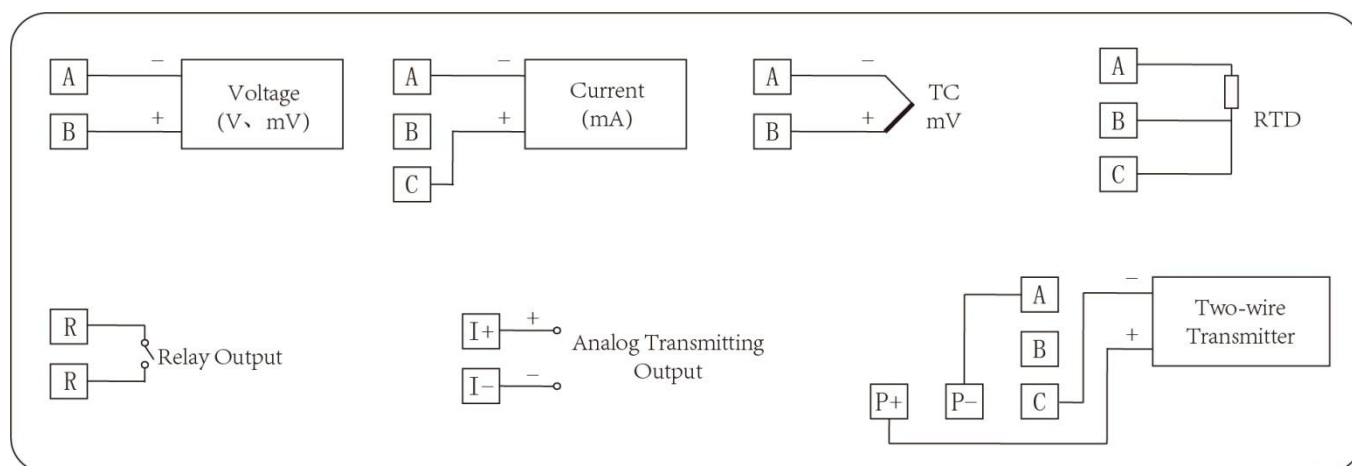 A − Voltage
B + (V、mV)
A − Current
B + (mA)
C
A − TC
B + mV
A
B RTD
C
R
R Relay Output
I+ + Analog Transmitting
I− − Output
A − Two-wire
B + Transmitter
P+ P− C